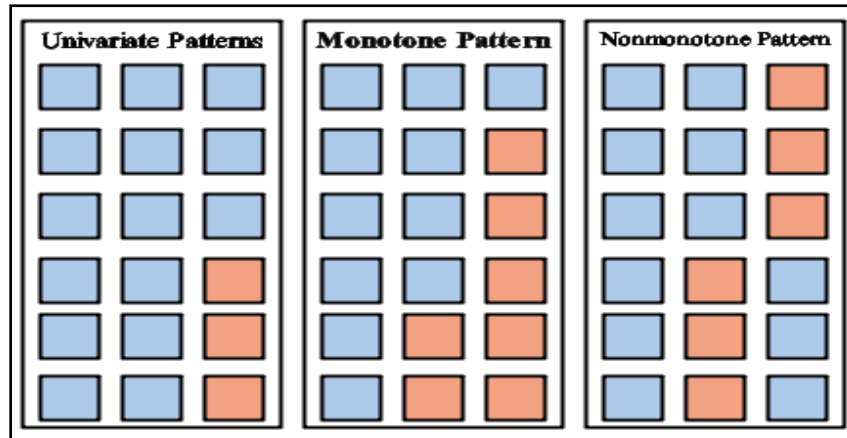 Univariate Patterns
Monotone Pattern
Nonmonotone Pattern